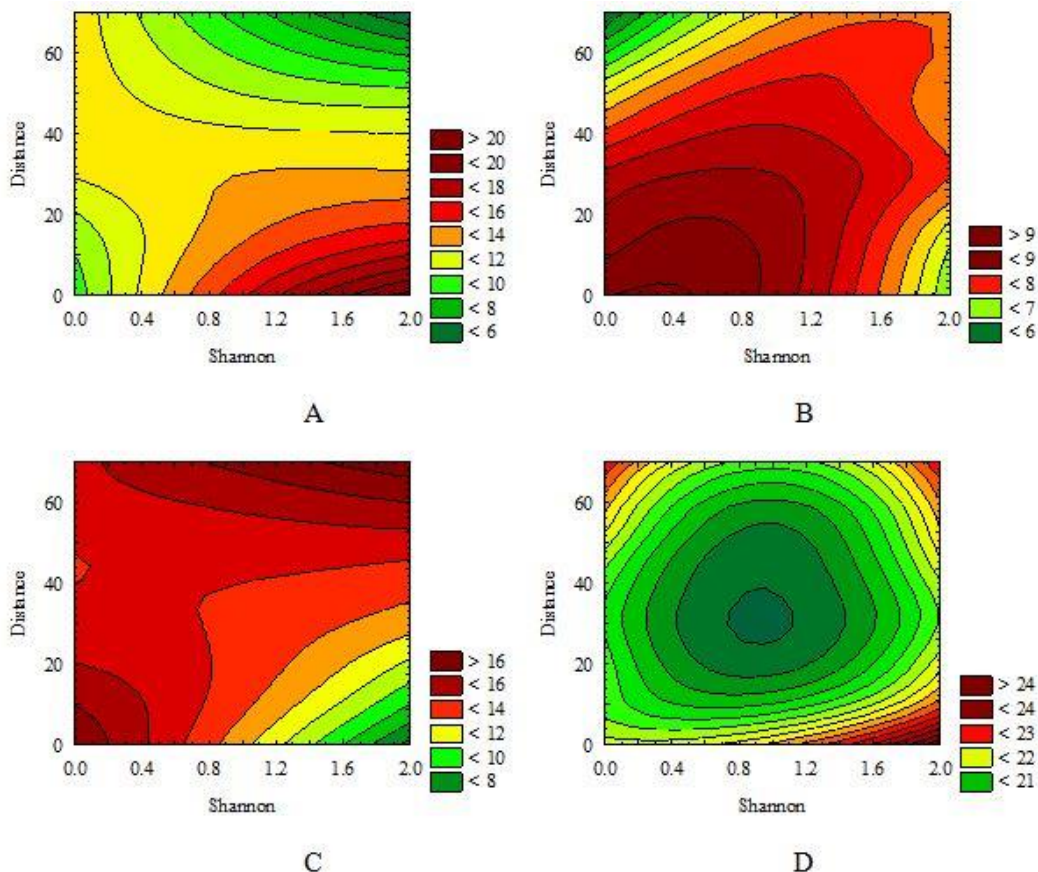 60
40
20
0
Distance
0.0 0.4 0.8 1.2 1.6 2.0
Shannon
> 20
< 20
< 18
< 16
< 14
< 12
< 10
< 8
< 6
A
60
40
20
0
Distance
0.0 0.4 0.8 1.2 1.6 2.0
Shannon
> 9
< 9
< 8
< 7
< 6
B
60
40
20
0
Distance
0.0 0.4 0.8 1.2 1.6 2.0
Shannon
> 16
< 16
< 14
< 12
< 10
< 8
C
60
40
20
0
Distance
0.0 0.4 0.8 1.2 1.6 2.0
Shannon
> 24
< 24
< 23
< 22
< 21
D